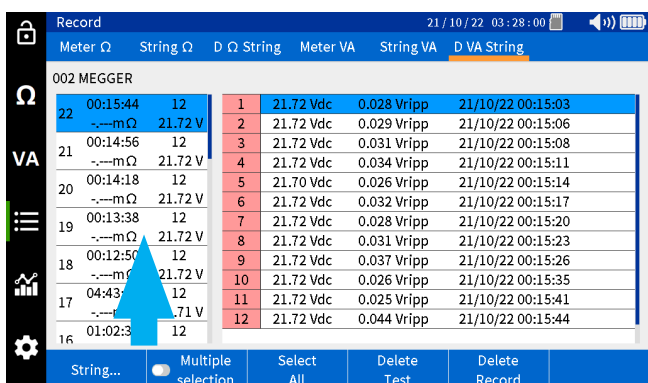 Record
21/10/22 03:28:00
Meter Ω String Ω D Ω String Meter VA String VA D VA String
002 MEGGER
Ω
VA
22 00:15:44 12
-.---mΩ 21.72 V
21 00:14:56 12
-.---mΩ 21.72 V
20 00:14:18 12
-.---mΩ 21.72 V
19 00:13:38 12
-.---mΩ 21.72 V
18 00:12:50 12
21.72 V
17 04:43: 12
.71 V
16 01:02:3 12
1 21.72 Vdc 0.028 Vripp 21/10/22 00:15:03
2 21.72 Vdc 0.029 Vripp 21/10/22 00:15:06
3 21.72 Vdc 0.031 Vripp 21/10/22 00:15:08
4 21.72 Vdc 0.034 Vripp 21/10/22 00:15:11
5 21.70 Vdc 0.026 Vripp 21/10/22 00:15:14
6 21.72 Vdc 0.032 Vripp 21/10/22 00:15:17
7 21.72 Vdc 0.028 Vripp 21/10/22 00:15:20
8 21.72 Vdc 0.031 Vripp 21/10/22 00:15:23
9 21.72 Vdc 0.037 Vripp 21/10/22 00:15:26
10 21.72 Vdc 0.026 Vripp 21/10/22 00:15:35
11 21.72 Vdc 0.025 Vripp 21/10/22 00:15:41
12 21.72 Vdc 0.044 Vripp 21/10/22 00:15:44
String...
Multiple
selection
Select
All
Delete
Test
Delete
Record